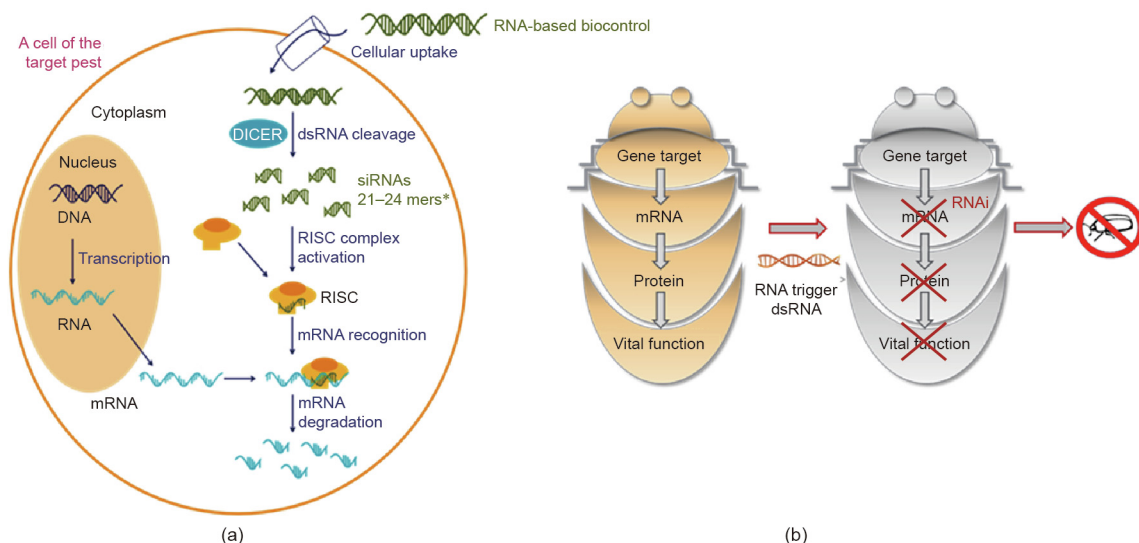 RNA-based biocontrol
Cellular uptake
A cell of the
target pest
Cytoplasm
DICER
dsRNA cleavage
Nucleus
DNA
siRNAs
21–24 mers*
Transcription
RISC complex
activation
RNA
RISC
mRNA recognition
mRNA
mRNA
degradation
(a)
Gene target
mRNA
Protein
Vital function
RNA trigger
dsRNA
Gene target
mRNA
RNAi
Protein
Vital function
(b)